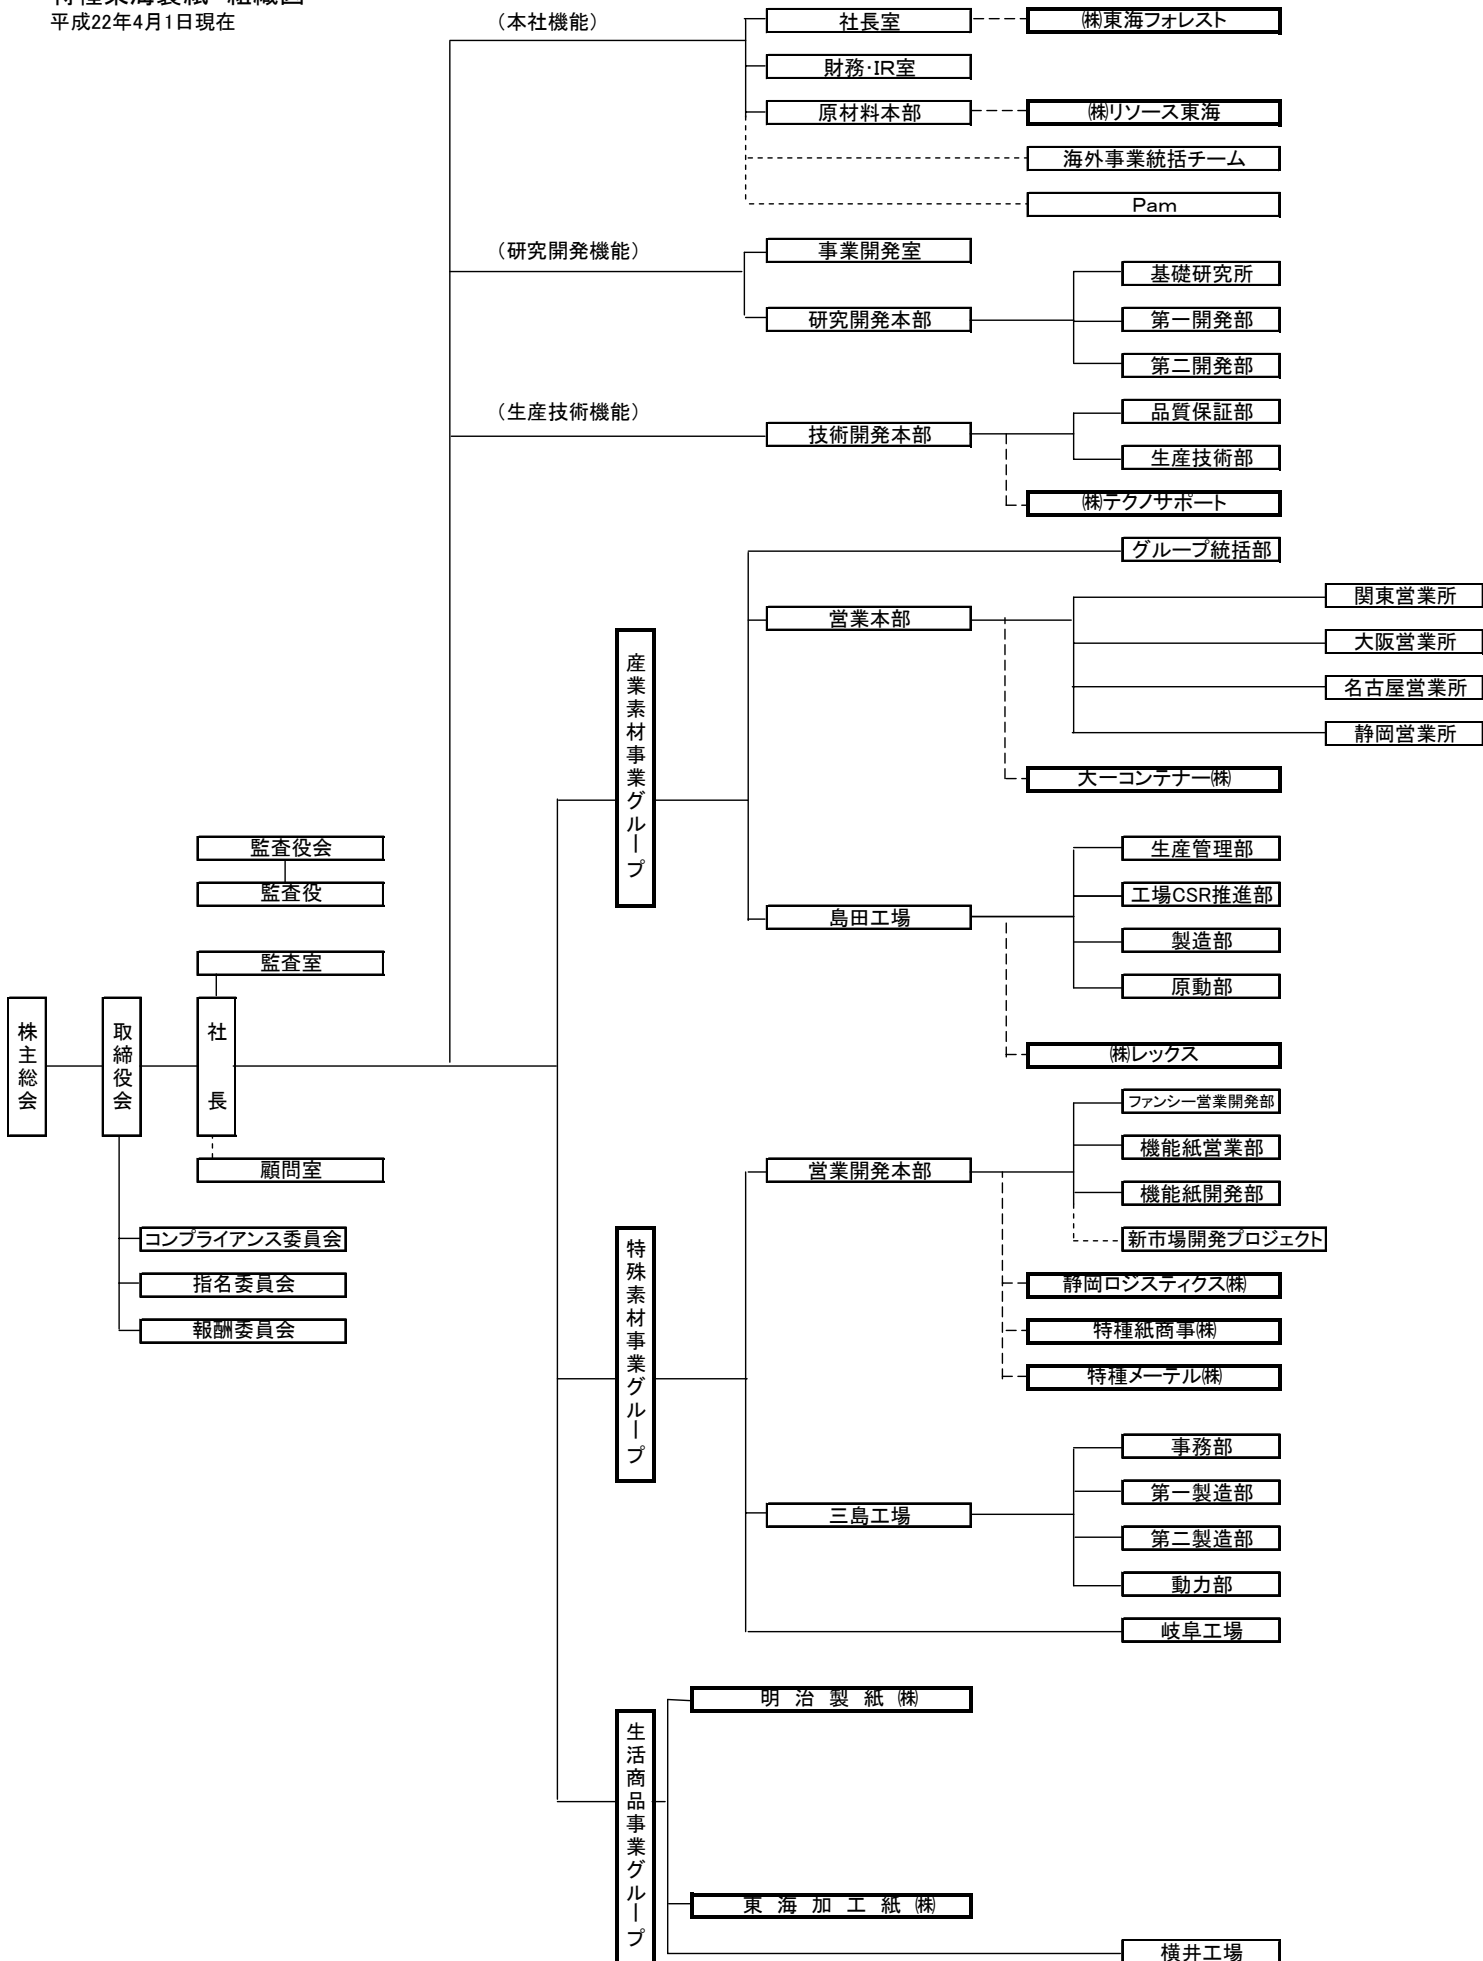 特種東海製紙 組織図
平成22年4月1日現在
（本社機能）
社長室
㈱東海フォレスト
財務・IR室
原材料本部
㈱リソース東海
海外事業統括チーム
Pam
（研究開発機能）
事業開発室
研究開発本部
基礎研究所
第一開発部
第二開発部
（生産技術機能）
技術開発本部
品質保証部
生産技術部
㈱テクノサポート
産業素材事業グループ
グループ統括部
営業本部
関東営業所
大阪営業所
名古屋営業所
静岡営業所
大一コンテナー㈱
島田工場
生産管理部
工場CSR推進部
製造部
原動部
㈱レックス
監査役会
監査役
監査室
株主総会
取締役会
社長
顧問室
コンプライアンス委員会
指名委員会
報酬委員会
特殊素材事業グループ
営業開発本部
ファンシー営業開発部
機能紙営業部
機能紙開発部
新市場開発プロジェクト
静岡ロジスティクス㈱
特種紙商事㈱
特種メーテル㈱
三島工場
事務部
第一製造部
第二製造部
動力部
岐阜工場
生活商品事業グループ
明治製紙㈱
東海加工紙㈱
横井工場